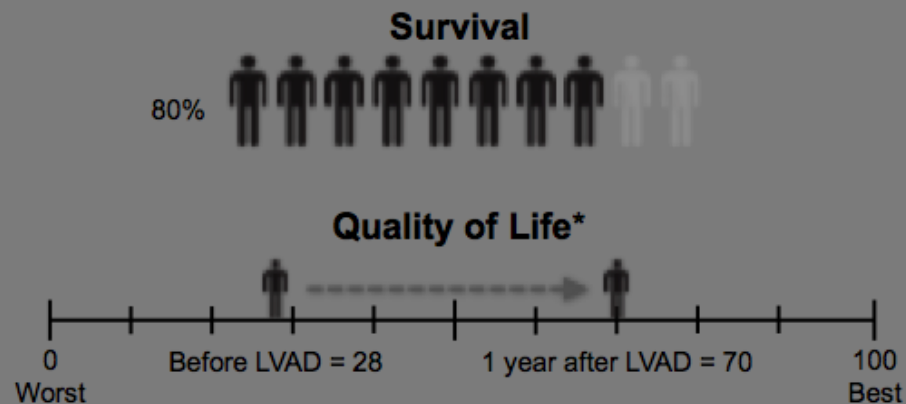 Survival
80%
Quality of Life*
0 Before LVAD = 28 1 year after LVAD = 70 100
Worst Best